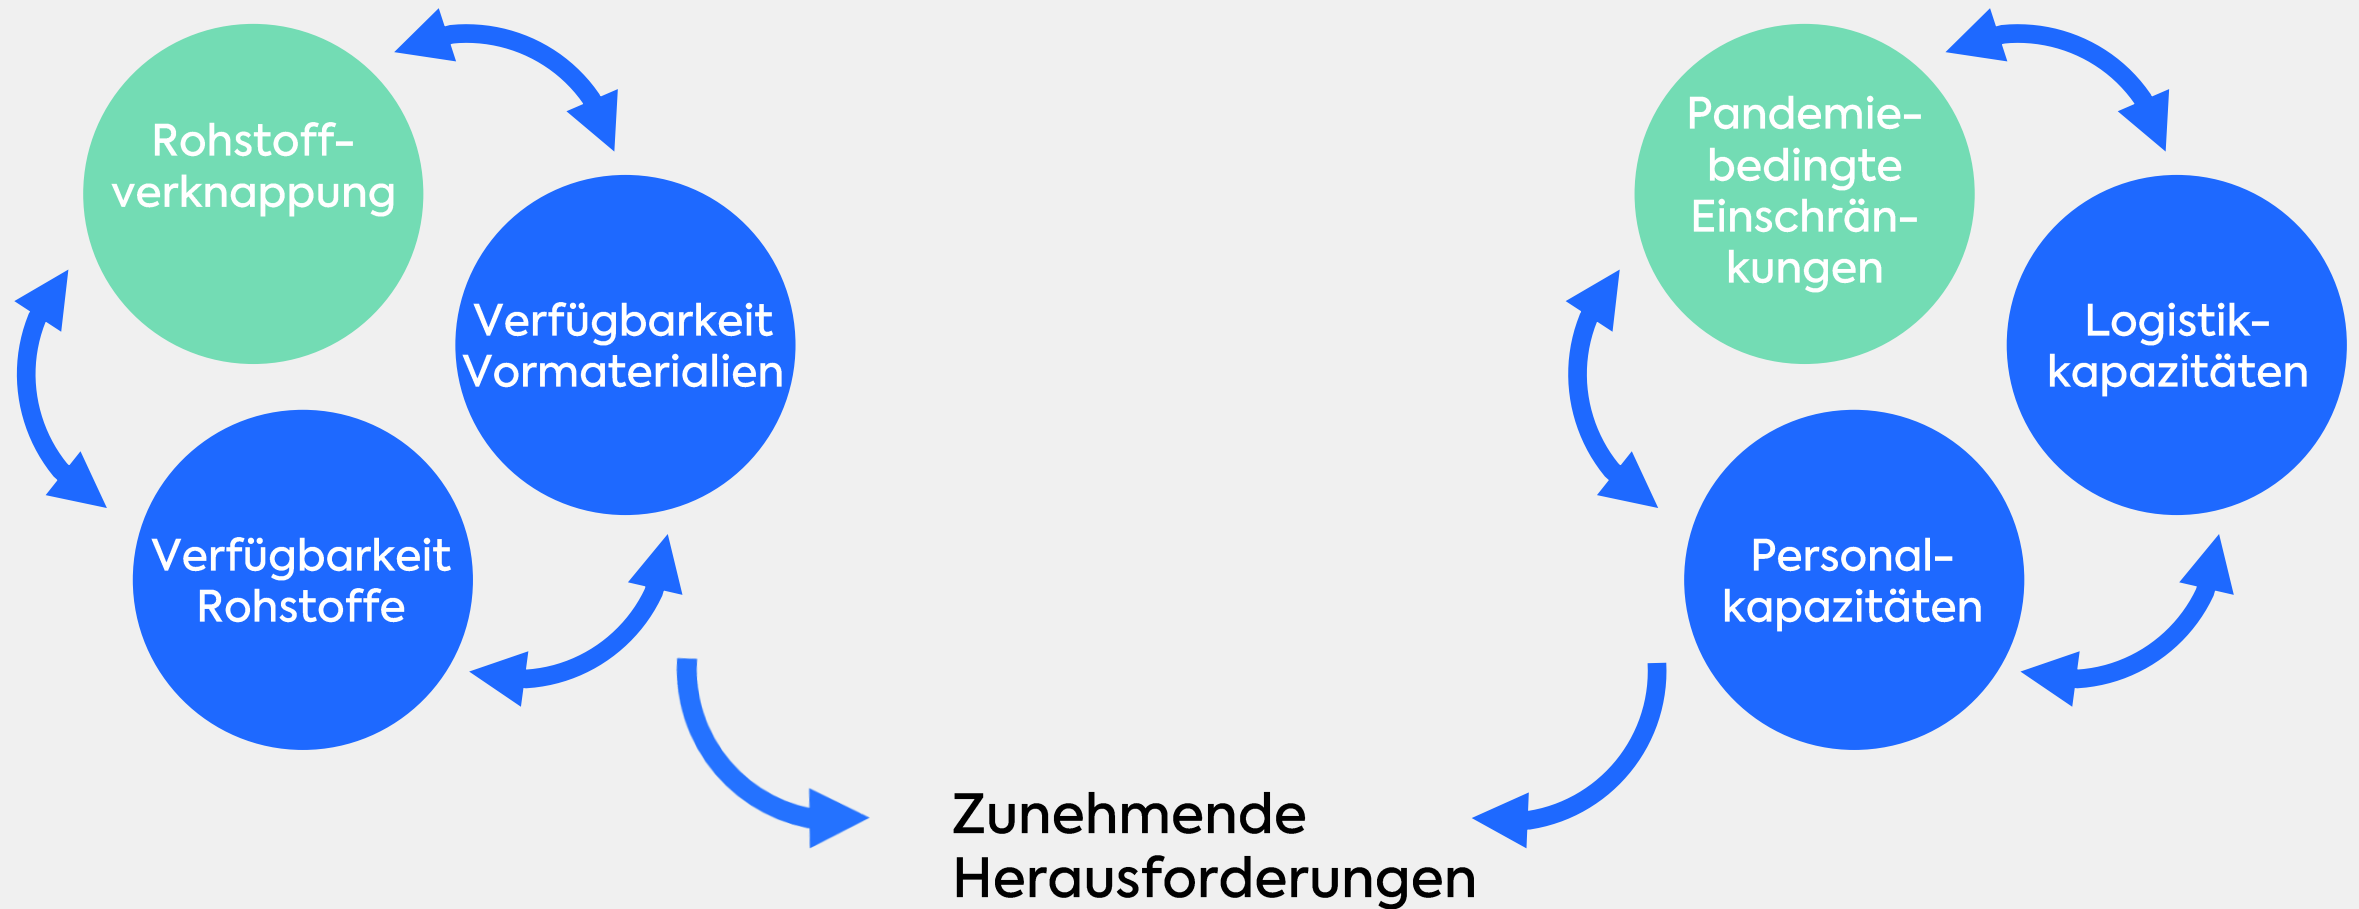 Rohstoff-
verknappung
Verfügbarkeit
Vormaterialien
Verfügbarkeit
Rohstoffe
Pandemie-
bedingte
Einschrän-
kungen
Logistik-
kapazitäten
Personal-
kapazitäten
Zunehmende
Herausforderungen